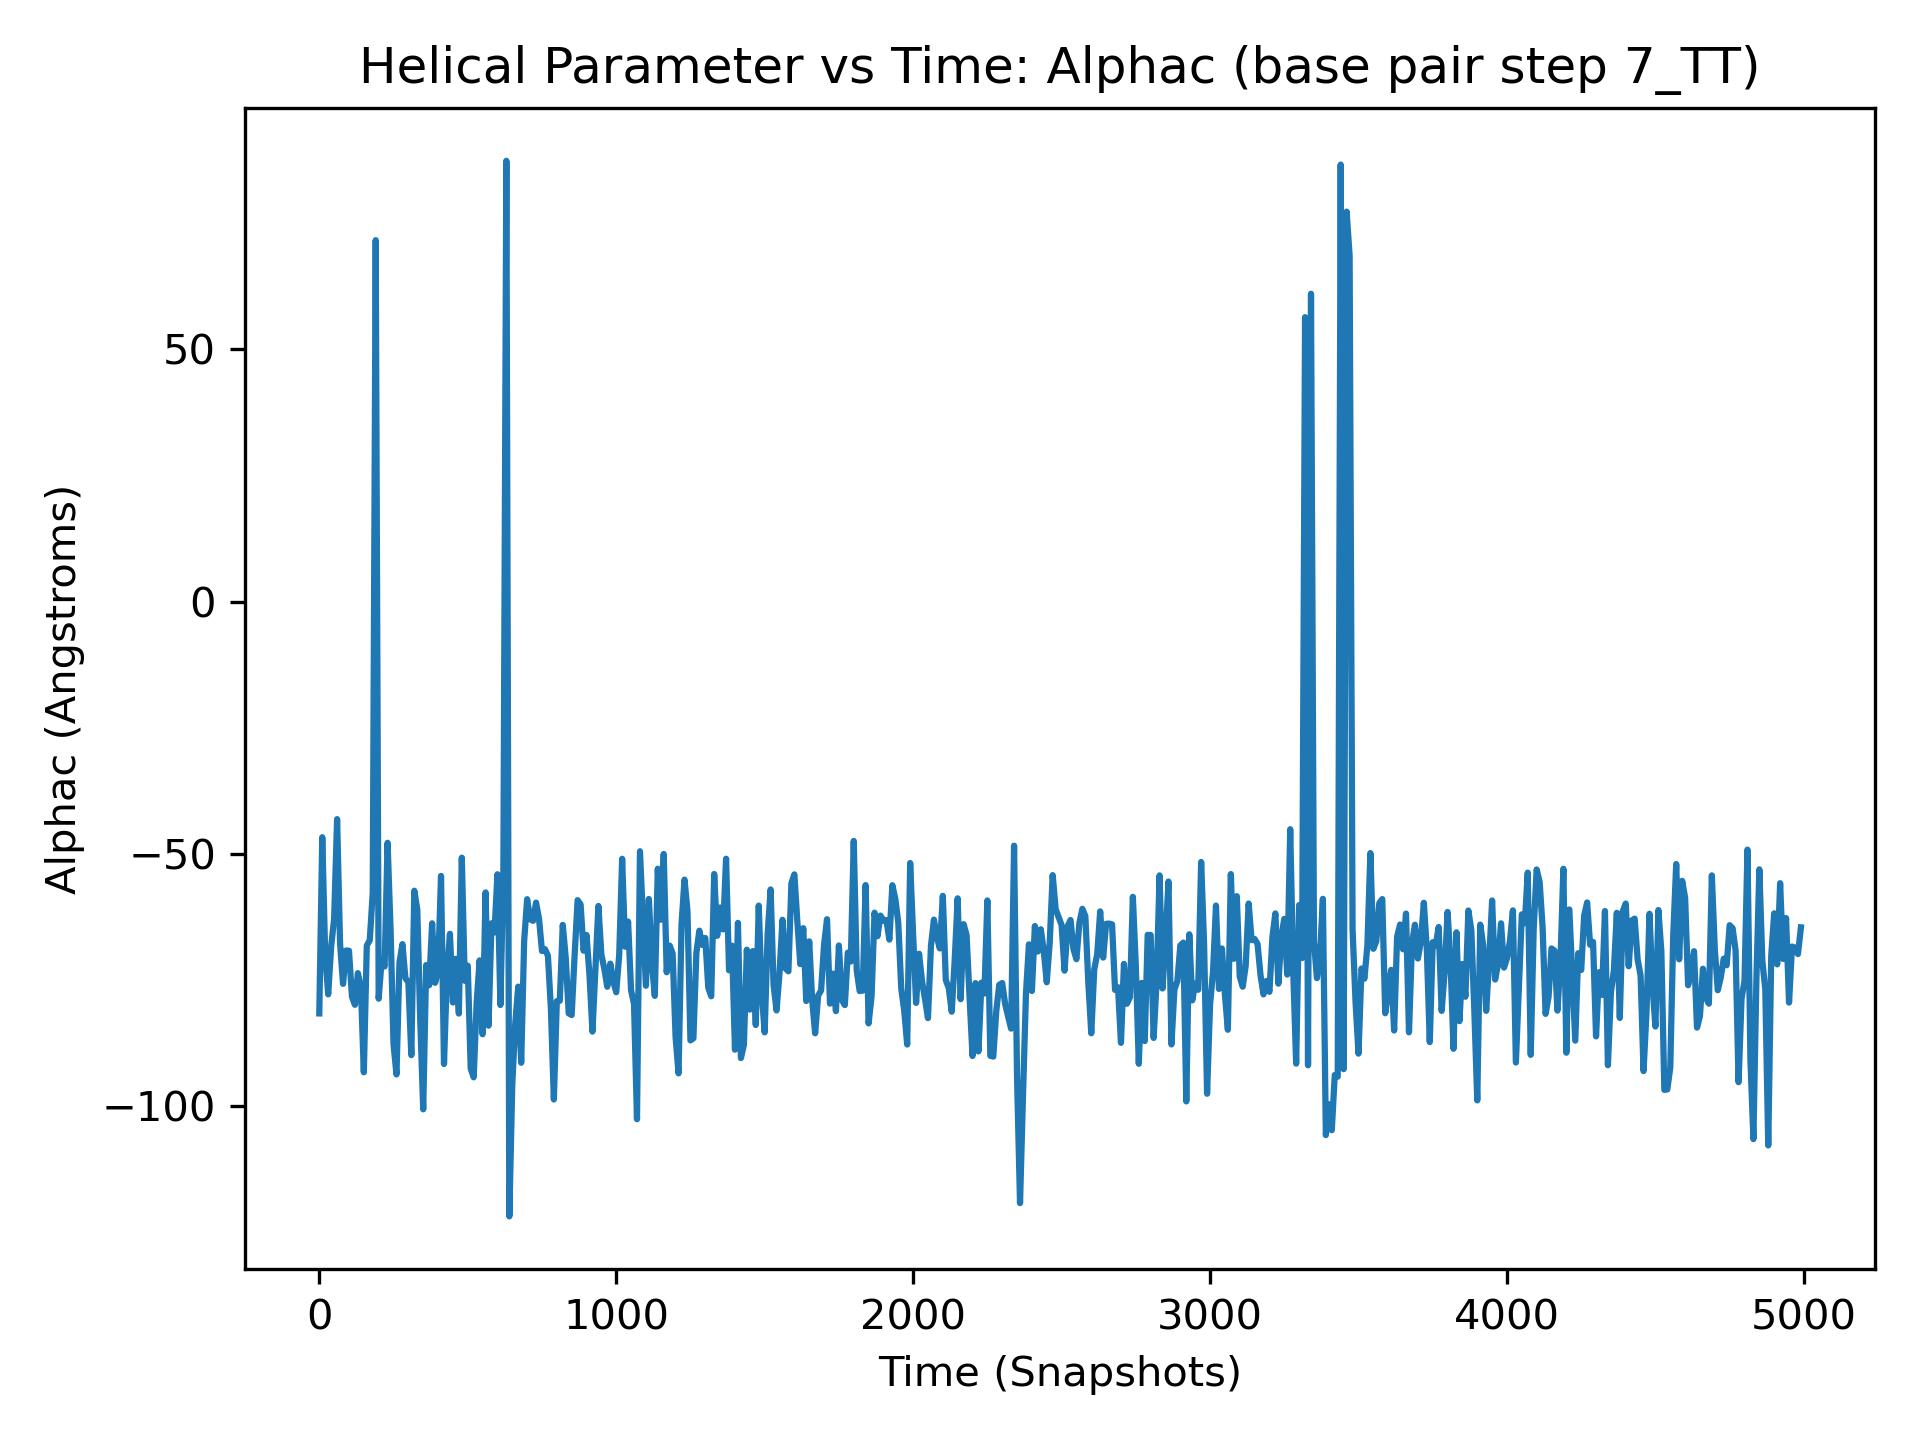 Helical Parameter vs Time: Alphac (base pair step 7_TT)
50
0
−50
−100
Alphac (Angstroms)
0 1000 2000 3000 4000 5000
Time (Snapshots)